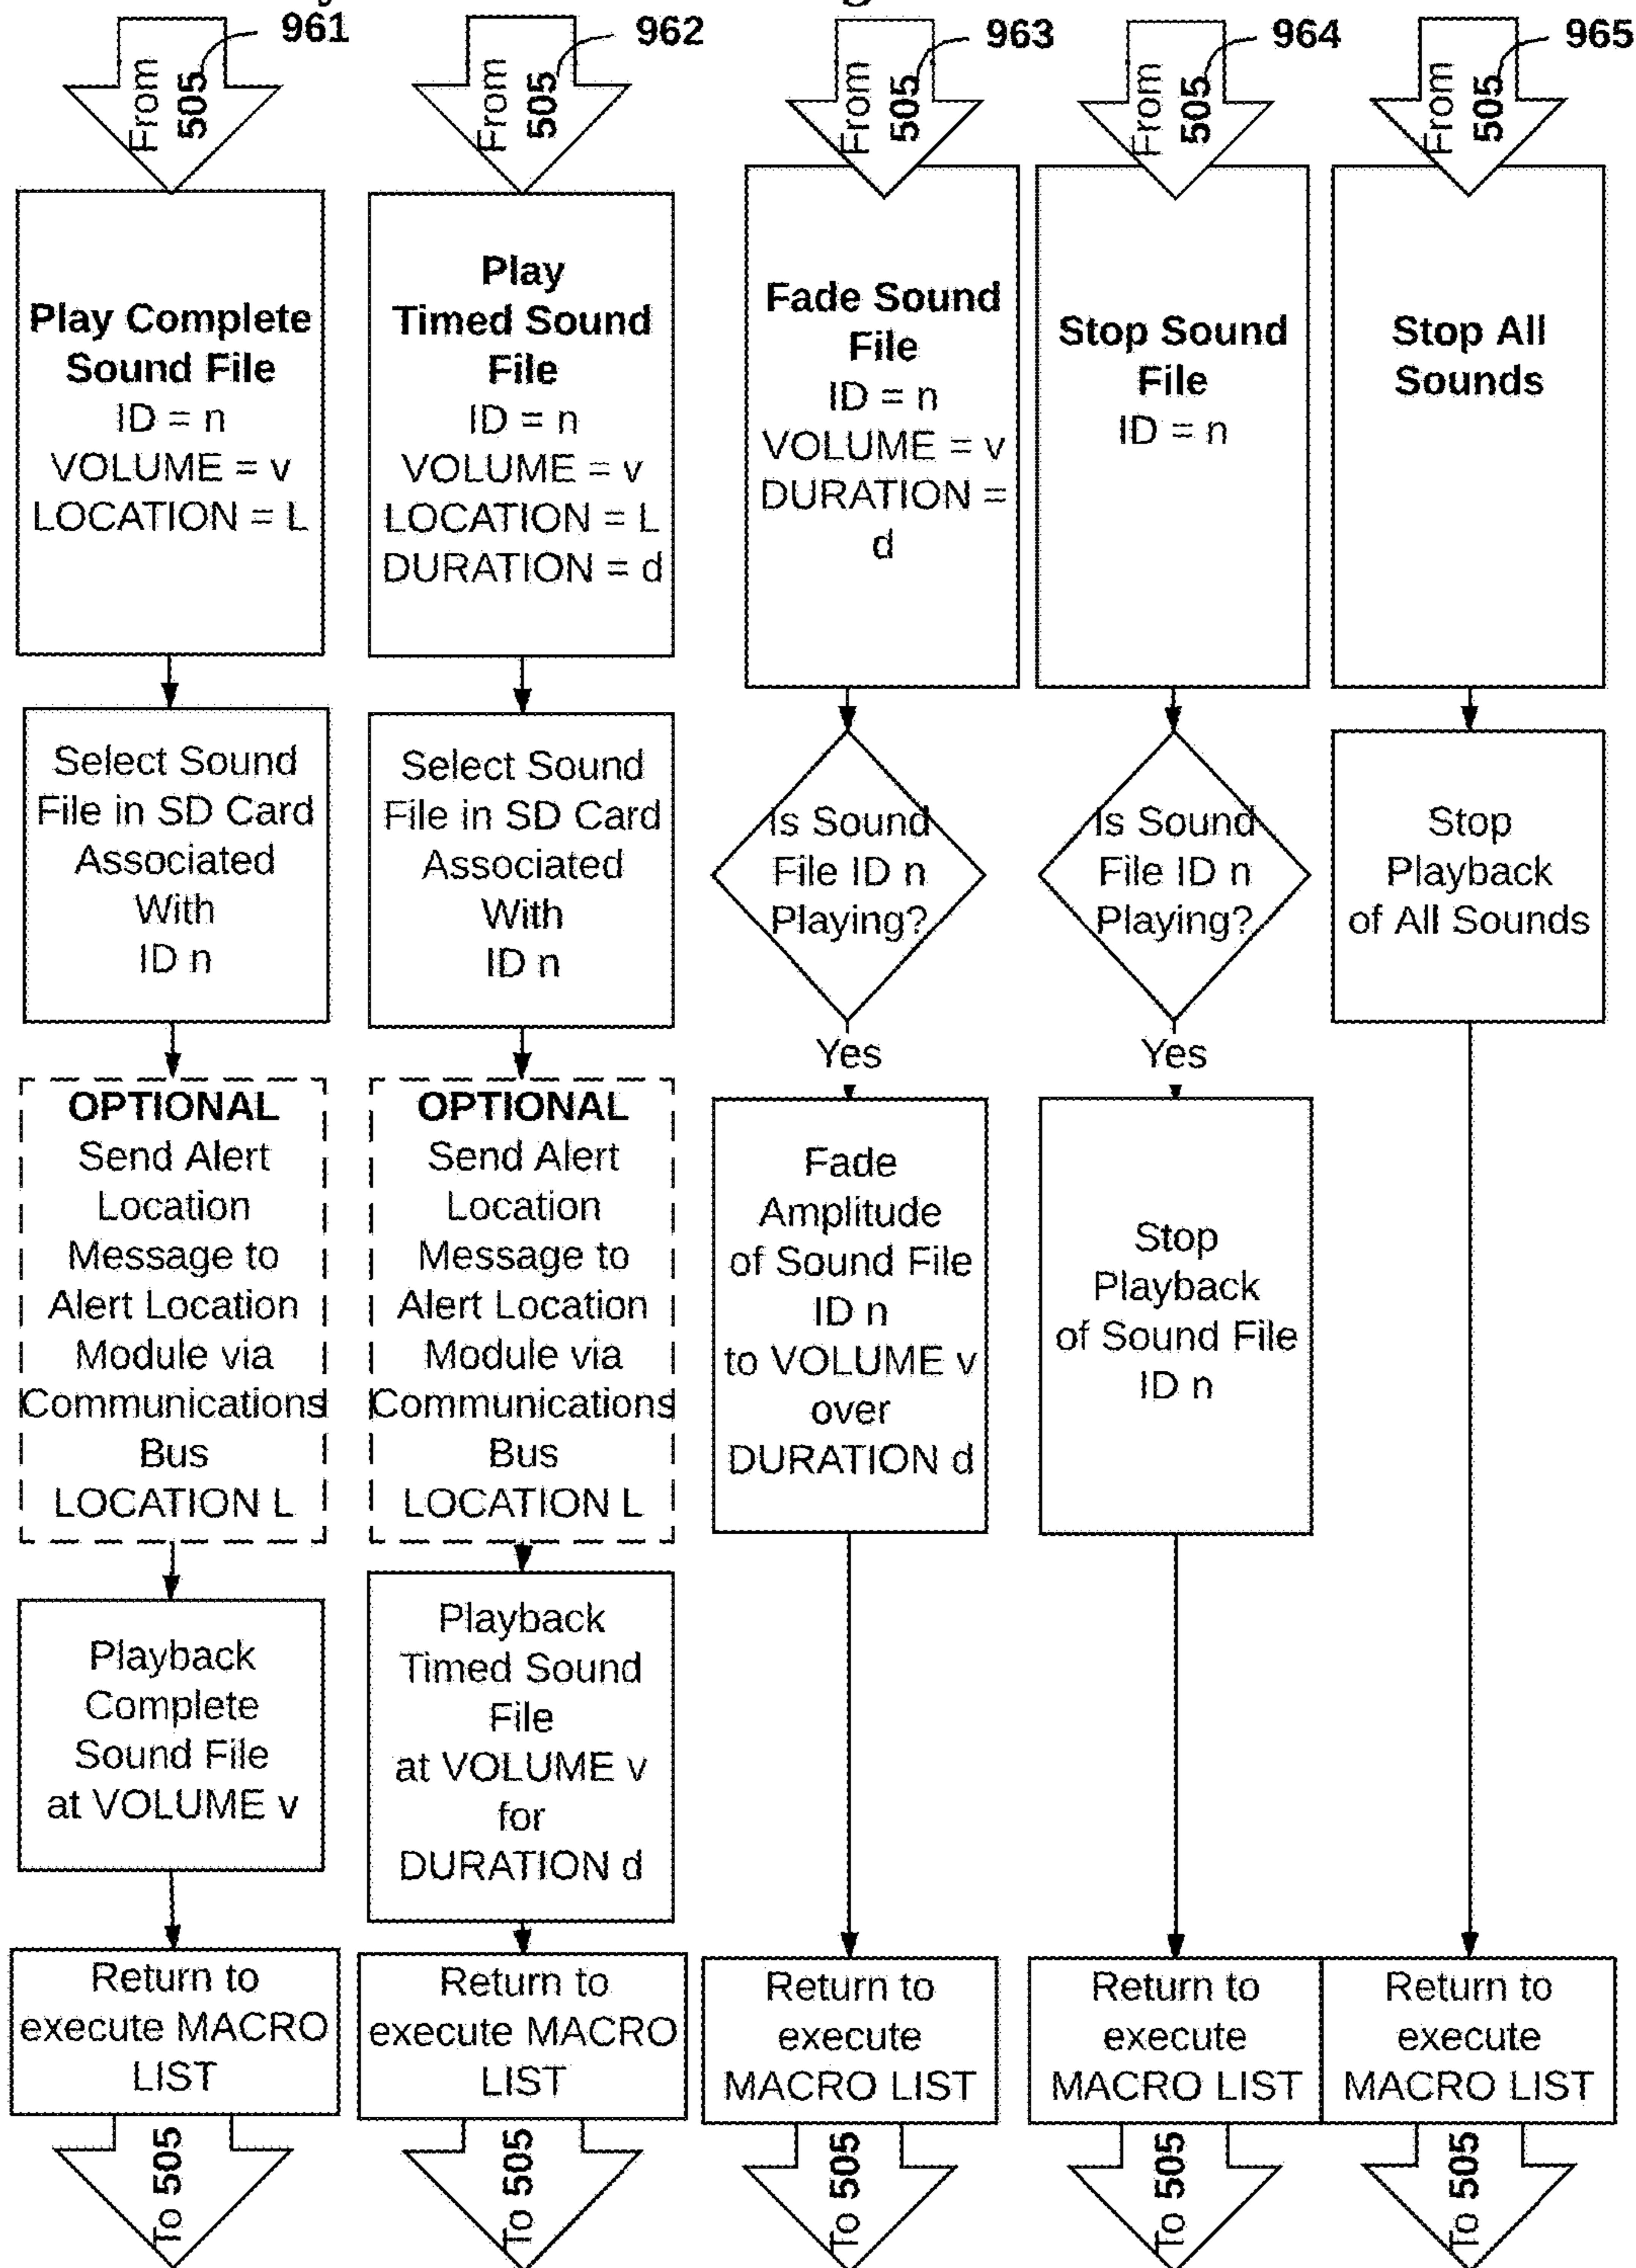 961
From
505
Play Complete
Sound File
ID = n
VOLUME = v
LOCATION = L
Select Sound
File in SD Card
Associated
With
ID n
OPTIONAL
Send Alert
Location
Message to
Alert Location
Module via
Communications
Bus
LOCATION L
Playback
Complete
Sound File
at VOLUME v
Return to
execute MACRO
LIST
To 505
962
From
505
Play
Timed Sound
File
ID = n
VOLUME = v
LOCATION = L
DURATION = d
Select Sound
File in SD Card
Associated
With
ID n
OPTIONAL
Send Alert
Location
Message to
Alert Location
Module via
Communications
Bus
LOCATION L
Playback
Timed Sound
File
at VOLUME v
for
DURATION d
Return to
execute MACRO
LIST
To 505
963
From
505
Fade Sound
File
ID = n
VOLUME = v
DURATION =
d
Is Sound
File ID n
Playing?
Yes
Fade
Amplitude
of Sound File
ID n
to VOLUME v
over
DURATION d
Return to
execute
MACRO LIST
To 505
964
From
505
Stop Sound
File
ID = n
Is Sound
File ID n
Playing?
Yes
Stop
Playback
of Sound File
ID n
Return to
execute
MACRO LIST
To 505
965
From
505
Stop All
Sounds
Stop
Playback
of All Sounds
Return to
execute
MACRO LIST
To 505